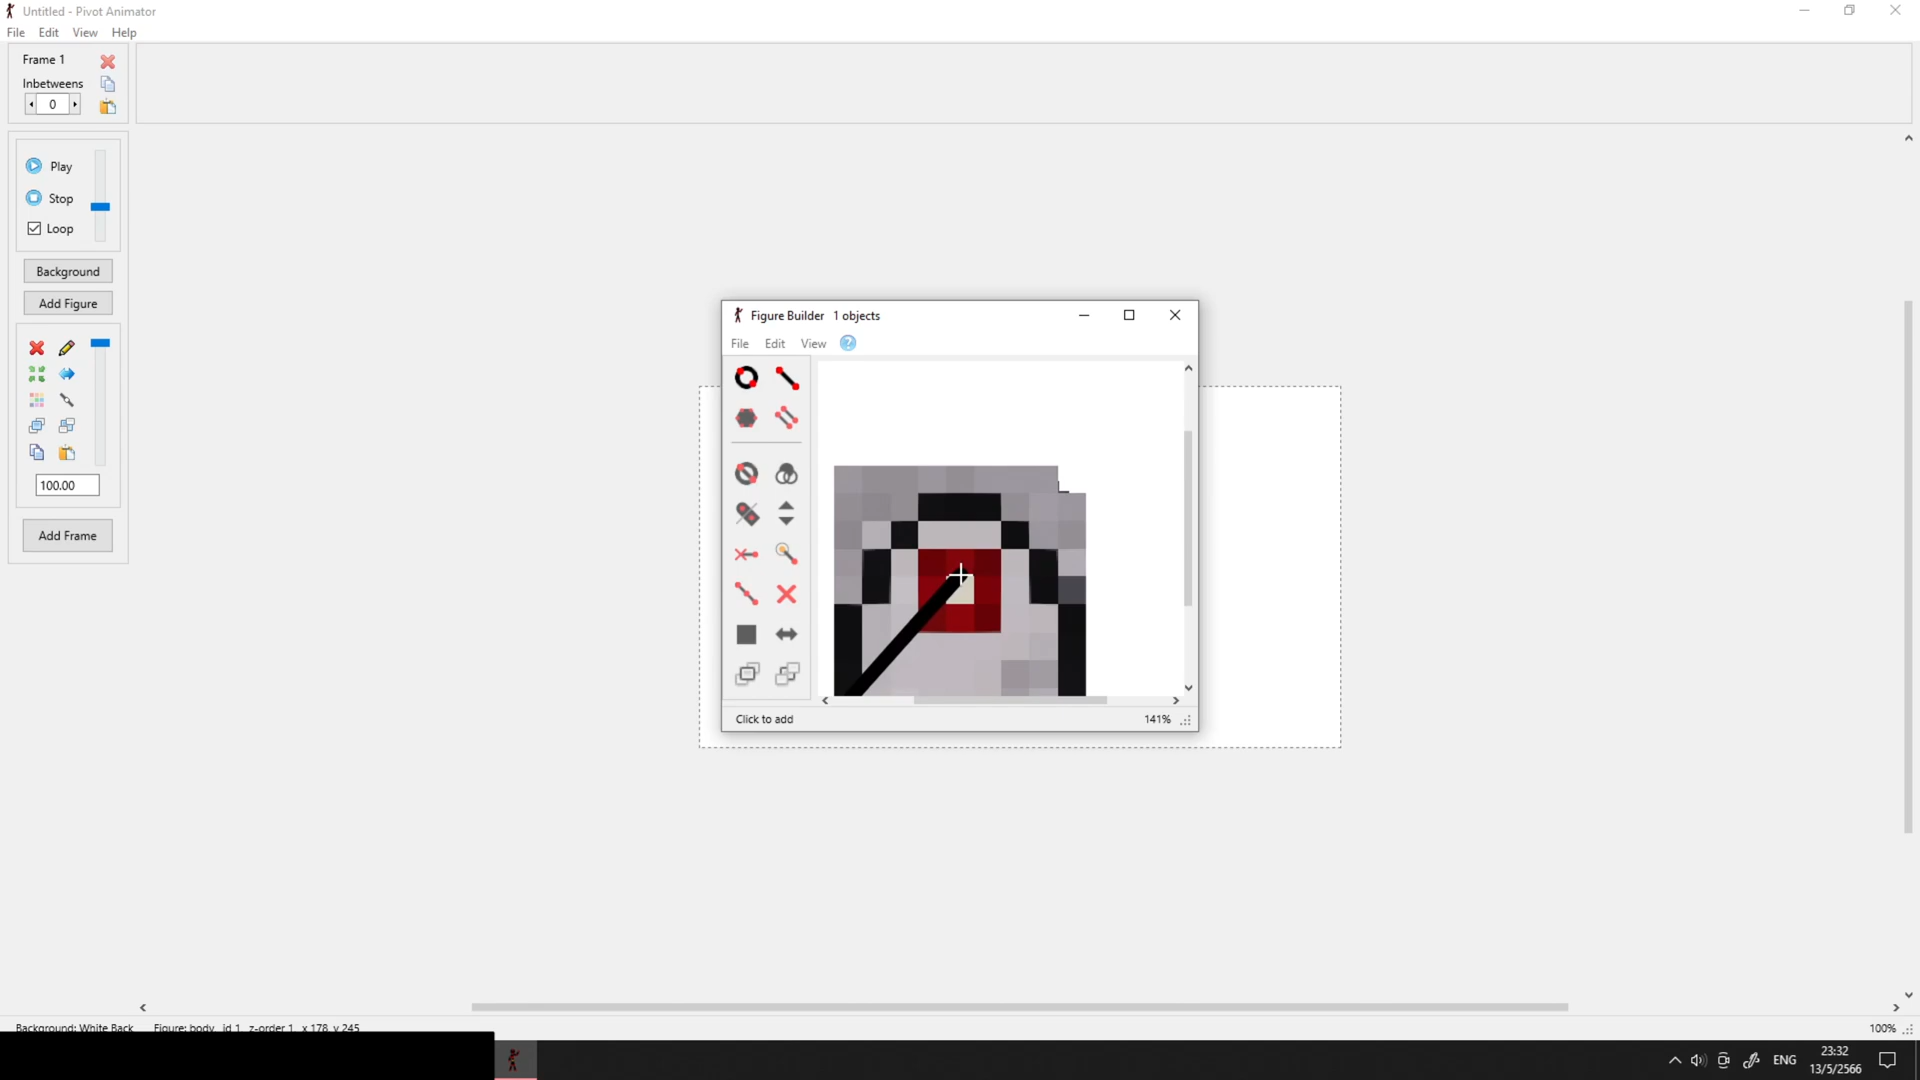 Untitled - Pivot Animator
File Edit View Help
Frame 1
Inbetweens
0
Play
Stop
Loop
Background
Add Figure
100.00
Add Frame
Figure Builder 1 objects
File Edit View
Click to add 141%
Background: White Back Figure: body, id 1, z-order 1, x 178, y 245
100%
ENG
23:32
13/5/2566